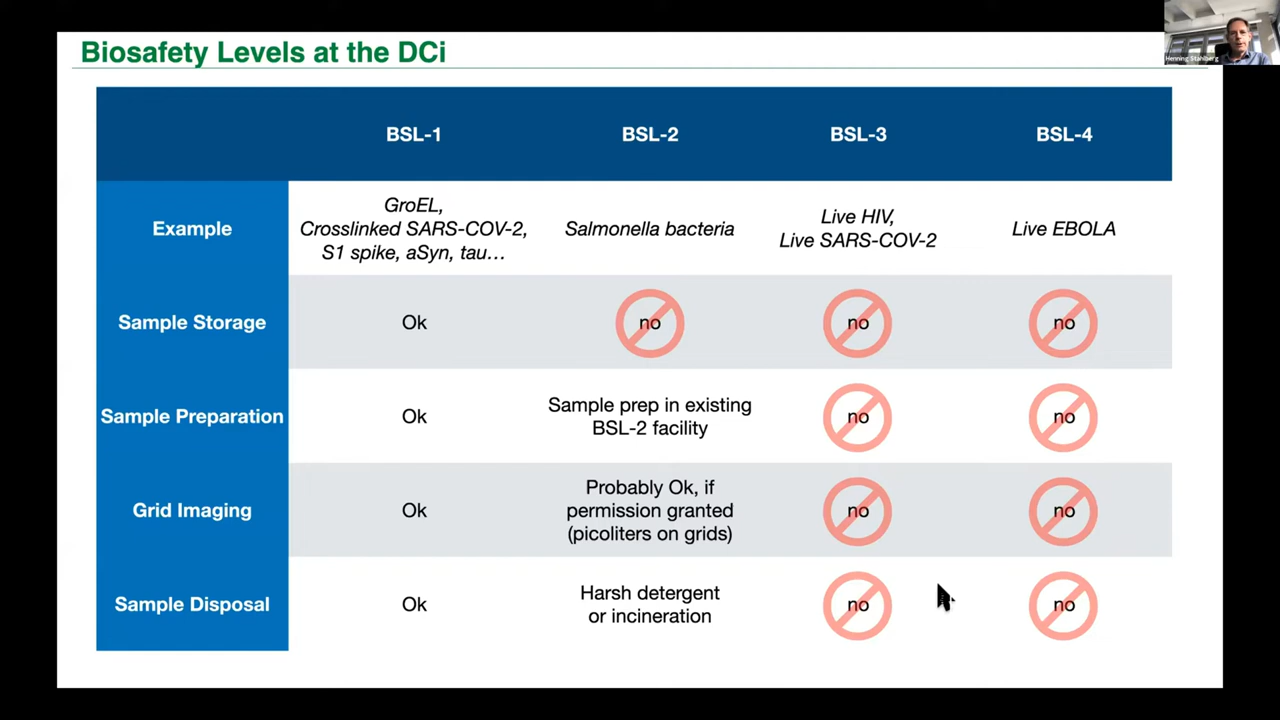 Biosafety Levels at the DCi
Henning Stahlberg
BSL-1
BSL-2
BSL-3
BSL-4
Example
GroEL,
Crosslinked SARS-COV-2,
S1 spike, aSyn, tau…
Salmonella bacteria
Live HIV,
Live SARS-COV-2
Live EBOLA
Sample Storage
Ok
no
no
no
Sample Preparation
Ok
Sample prep in existing
BSL-2 facility
no
no
Grid Imaging
Ok
Probably Ok, if
permission granted
(picoliters on grids)
no
no
Sample Disposal
Ok
Harsh detergent
or incineration
no
no